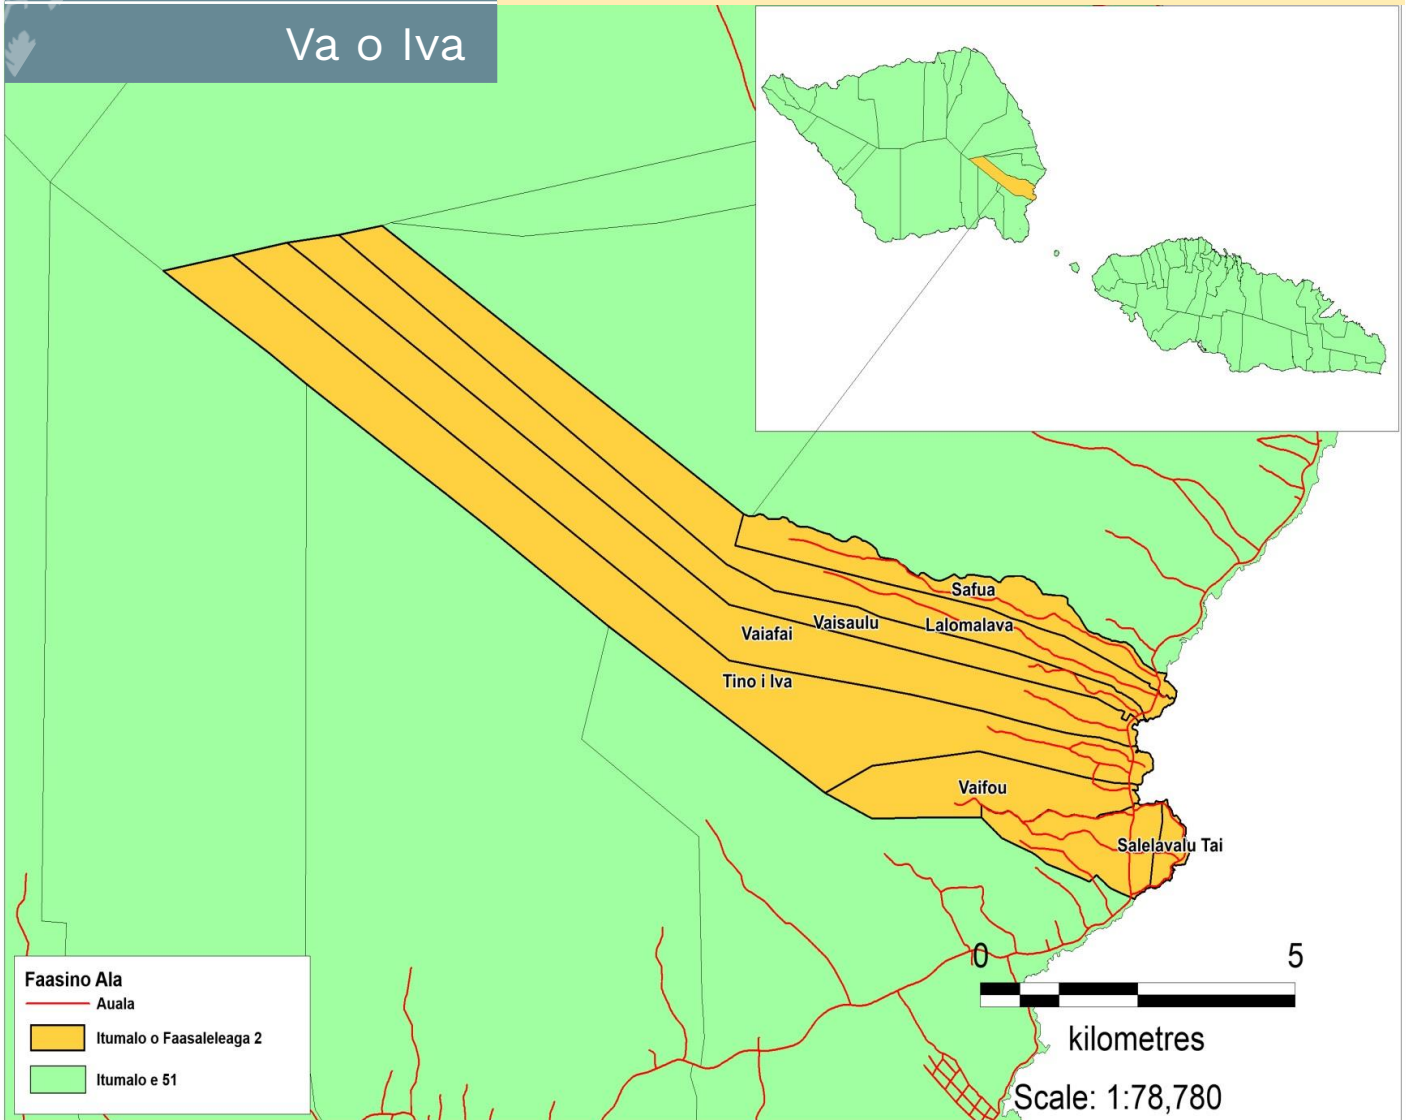 Va o Iva
Safua
Lalomalava
Vaisaulu
Vaiafai
Tino i Iva
Vaifou
Salelavalu Tai
0 5
kilometres
Scale: 1:78,780
Faasino Ala
Auala
Itumalo o Faasaleleaga 2
Itumalo e 51